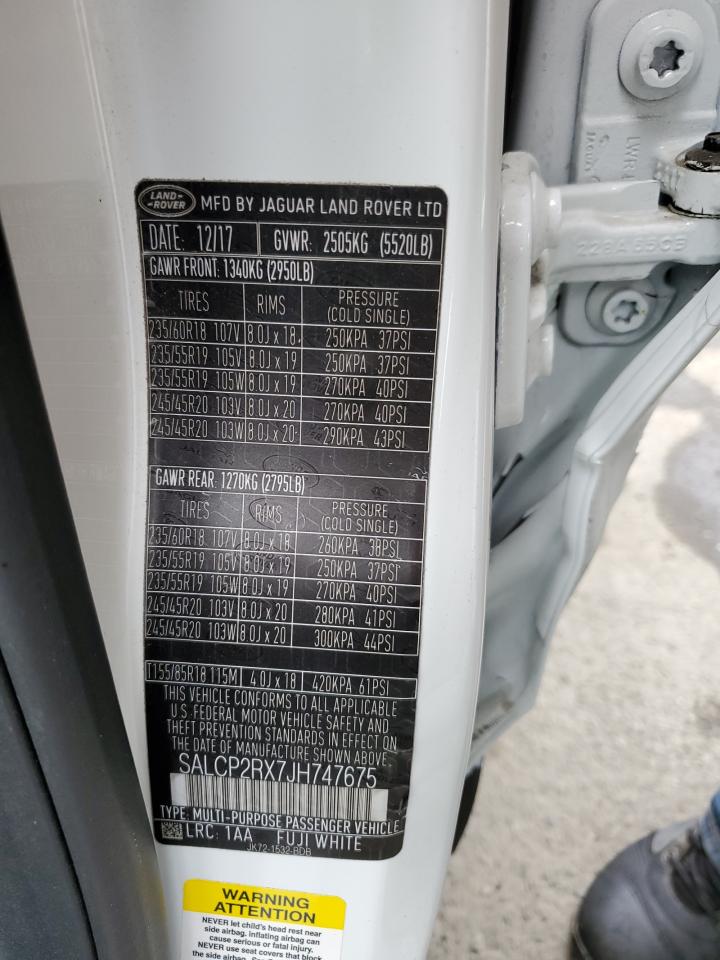 LAND ROVER MFD BY JAGUAR LAND ROVER LTD
DATE: 12/17 GVWR: 2505KG (5520LB)
GAWR FRONT: 1340KG (2950LB)
TIRES RIMS PRESSURE (COLD SINGLE)
235/60R18 107V 8.0J x 18 250KPA 37PSI
235/55R19 105V 8.0J x 19 250KPA 37PSI
235/55R19 105W 8.0J x 19 270KPA 40PSI
245/45R20 103V 8.0J x 20 270KPA 40PSI
245/45R20 103W 8.0J x 20 290KPA 43PSI
GAWR REAR: 1270KG (2795LB)
TIRES RIMS PRESSURE (COLD SINGLE)
235/60R18 107V 8.0J x 18 260KPA 38PSI
235/55R19 105V 8.0J x 19 250KPA 37PSI
235/55R19 105W 8.0J x 19 270KPA 40PSI
245/45R20 103V 8.0J x 20 280KPA 41PSI
245/45R20 103W 8.0J x 20 300KPA 44PSI
T155/85R18 115M 4.0J x 18 420KPA 61PSI
THIS VEHICLE CONFORMS TO ALL APPLICABLE
U.S. FEDERAL MOTOR VEHICLE SAFETY AND
THEFT PREVENTION STANDARDS IN EFFECT ON
THE DATE OF MANUFACTURE SHOWN ABOVE.
SALCP2RX7JH747675
TYPE: MULTI-PURPOSE PASSENGER VEHICLE
LRC: 1AA FUJI WHITE
JK72-1532-BDB
WARNING
ATTENTION
NEVER let child's head rest near
side airbag. Inflating airbag can
cause serious or fatal injury.
NEVER use seat covers that block
228A55CB